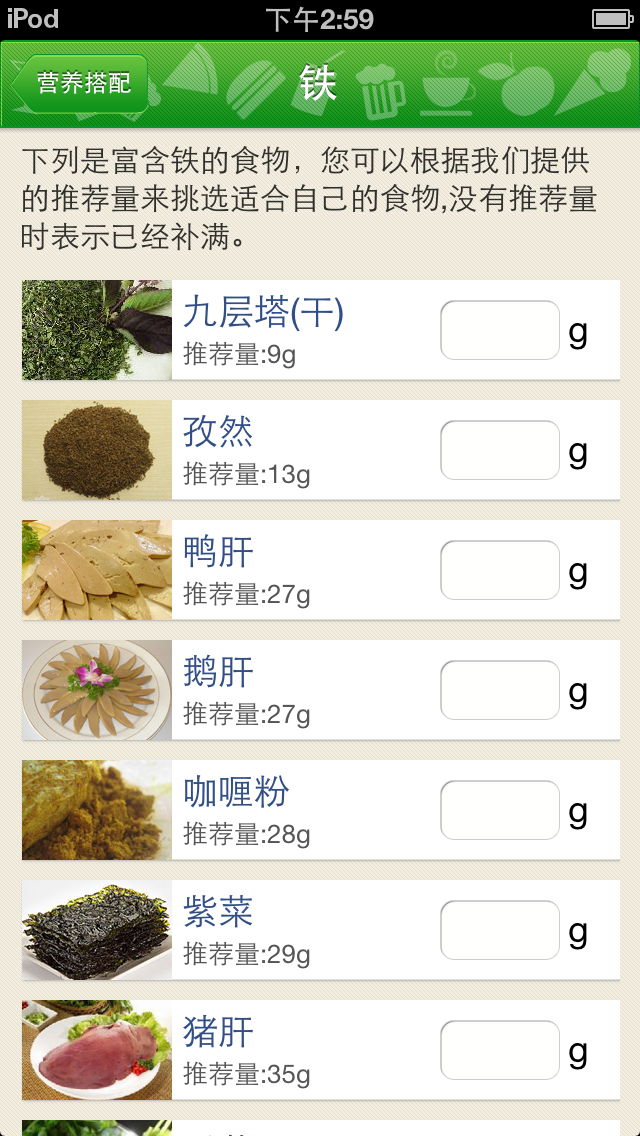 iPod
下午2:59
营养搭配
铁
下列是富含铁的食物，您可以根据我们提供
的推荐量来挑选适合自己的食物,没有推荐量
时表示已经补满。
九层塔(干)
推荐量:9g
g
孜然
推荐量:13g
g
鸭肝
推荐量:27g
g
鹅肝
推荐量:27g
g
咖喱粉
推荐量:28g
g
紫菜
推荐量:29g
g
猪肝
推荐量:35g
g